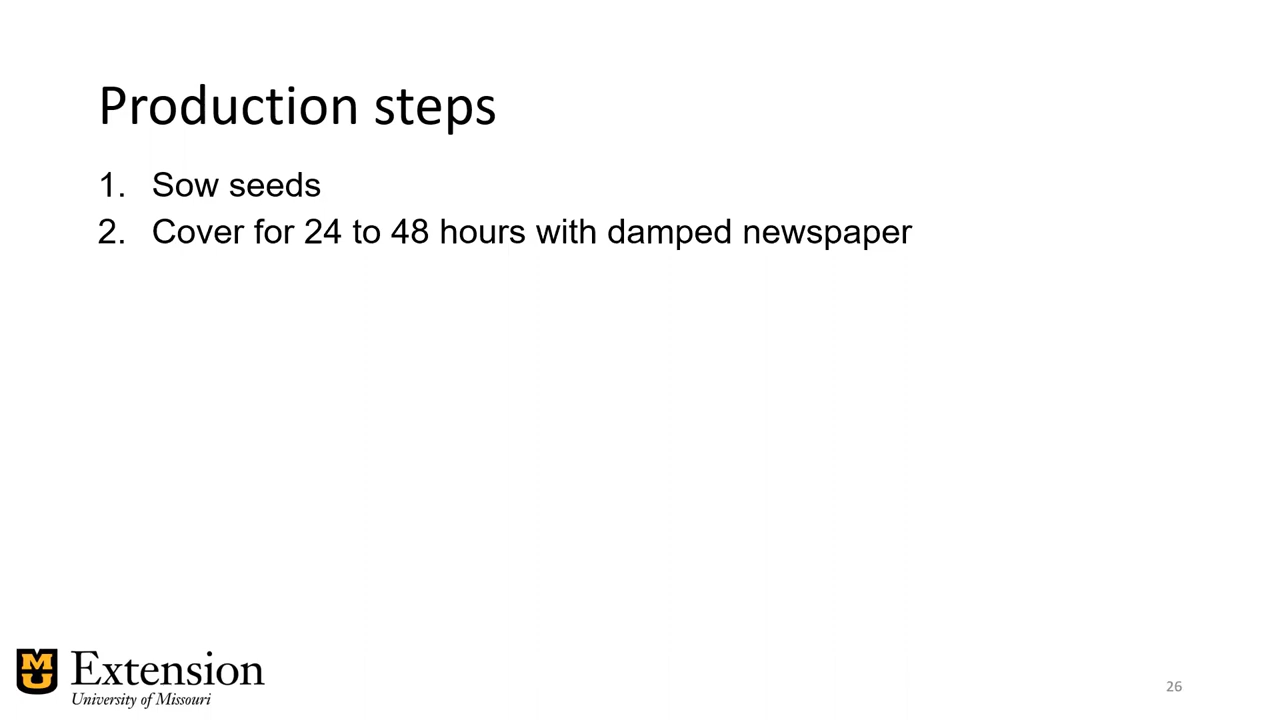 Production steps
1. Sow seeds
2. Cover for 24 to 48 hours with damped newspaper
MU Extension
University of Missouri
26